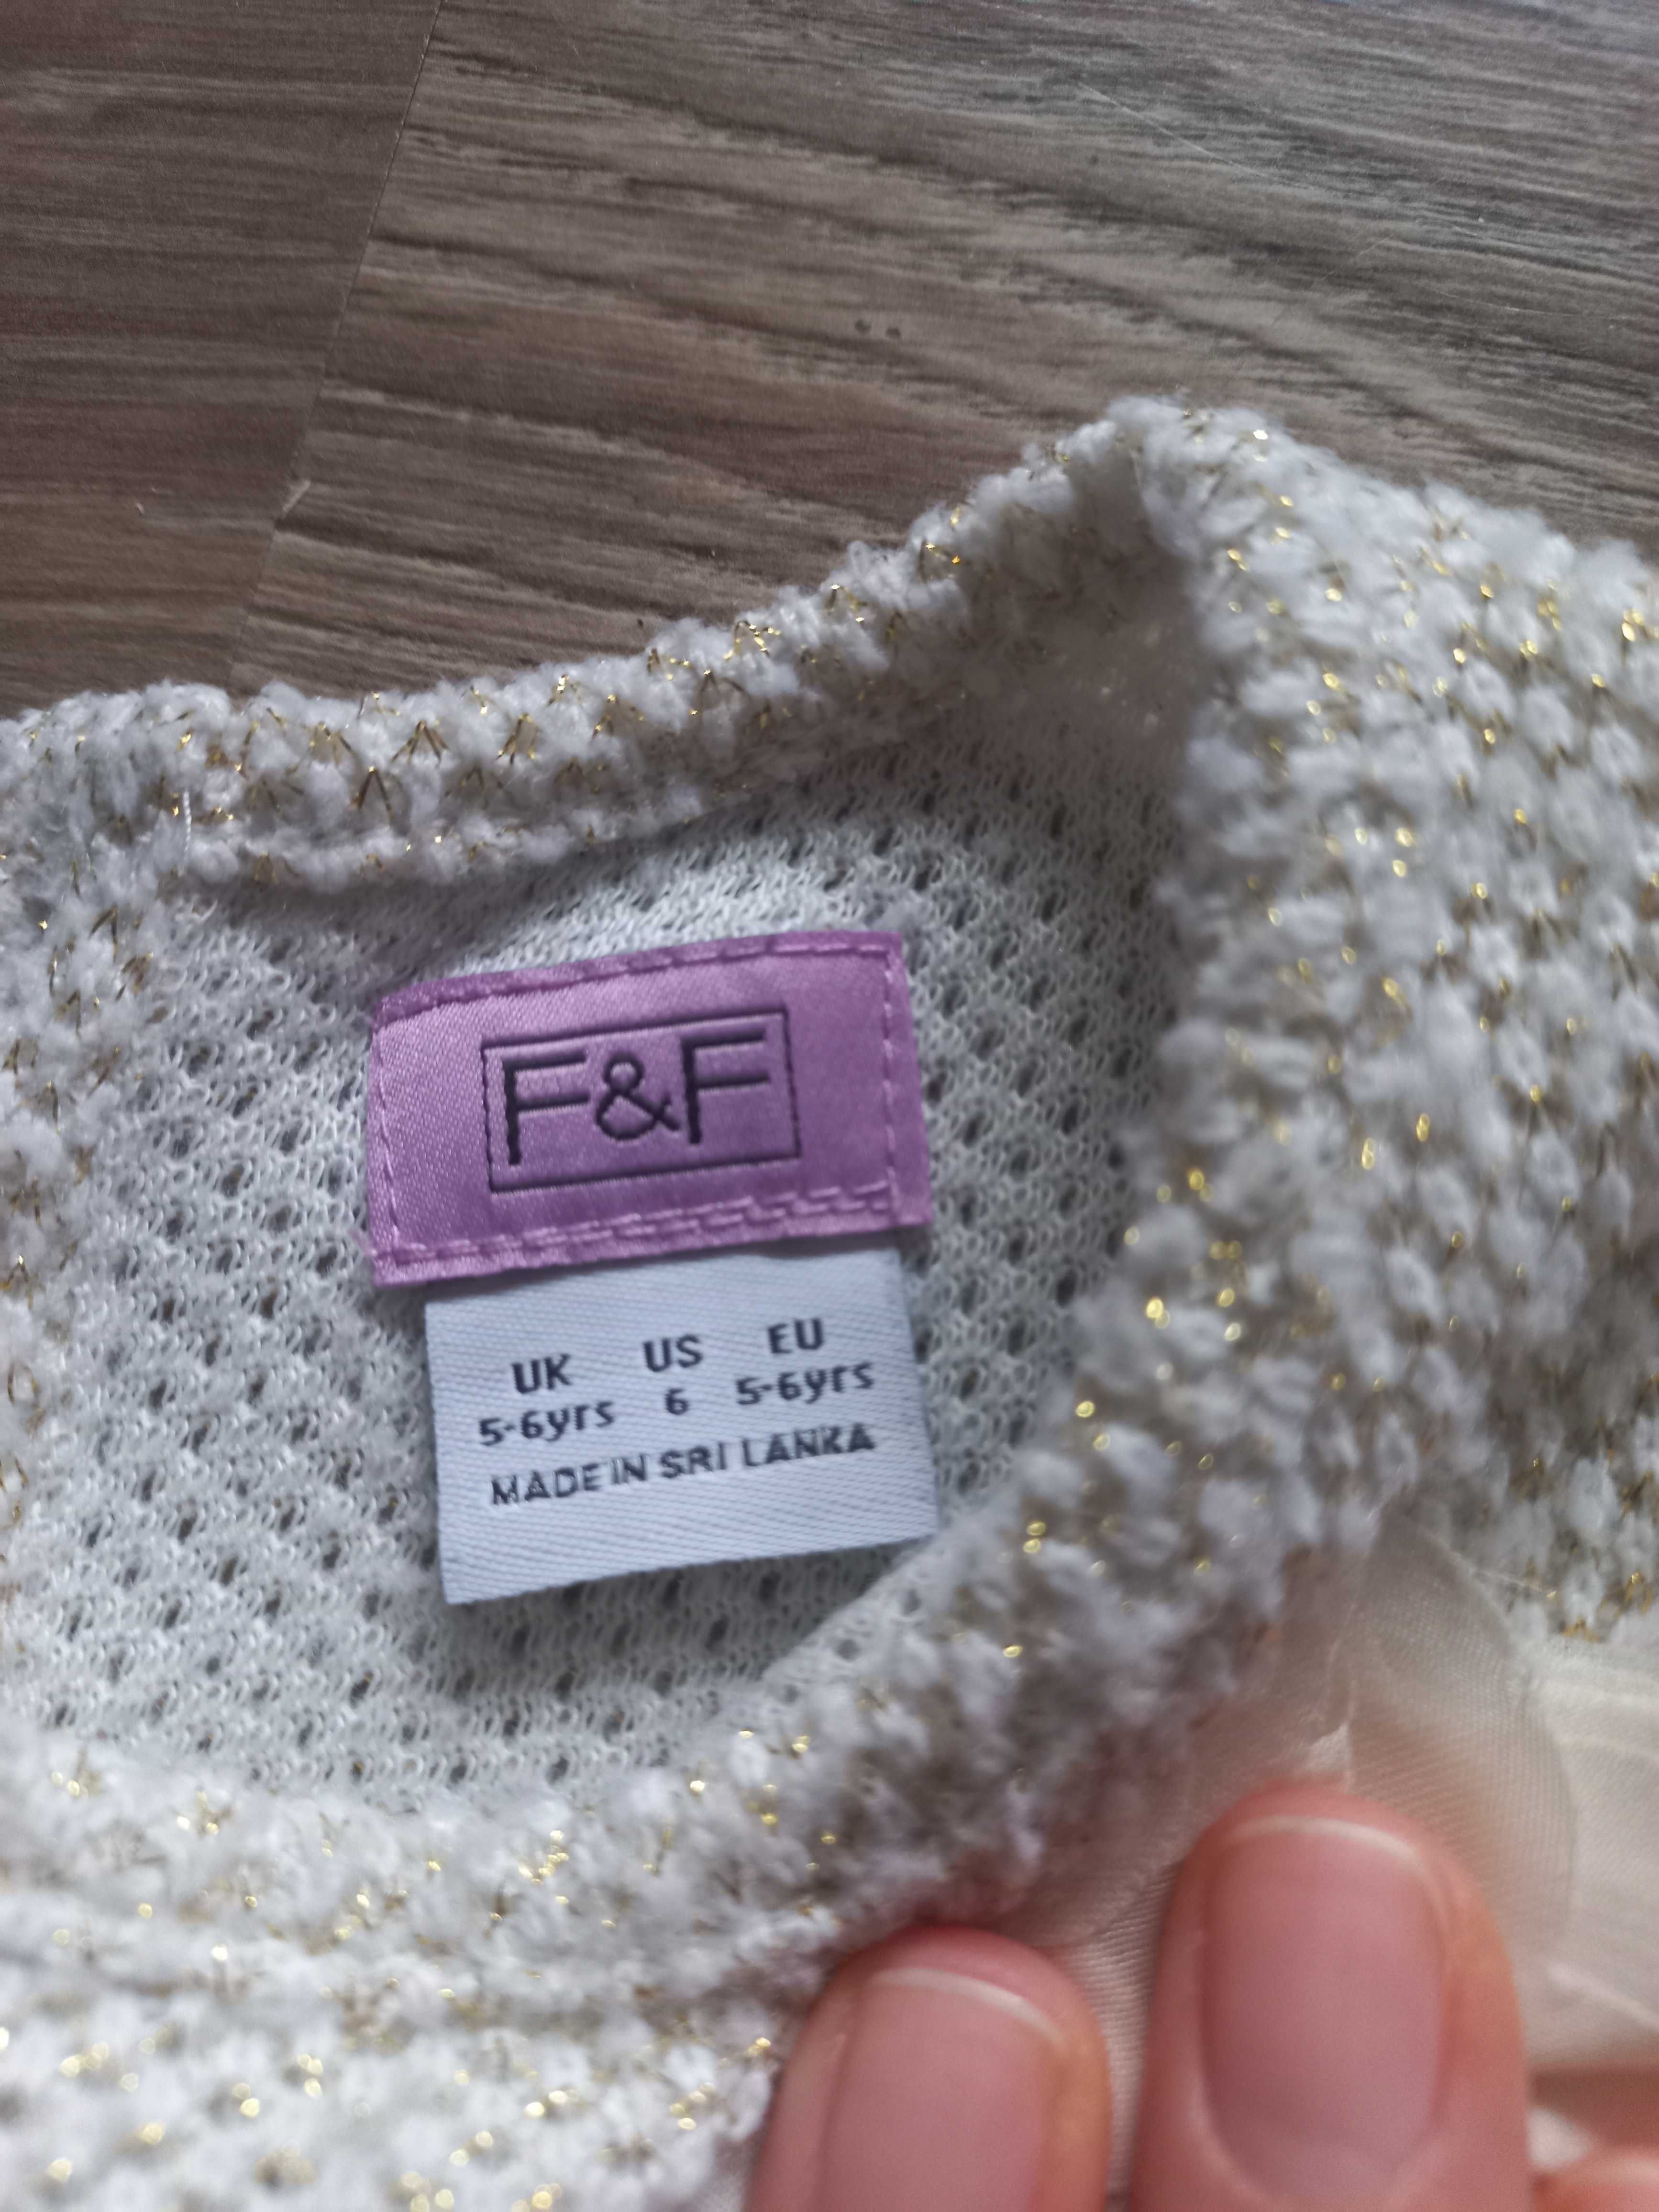 F&F
UK US EU
5-6yrs 6 5-6yrs
MADE IN SRI LANKA